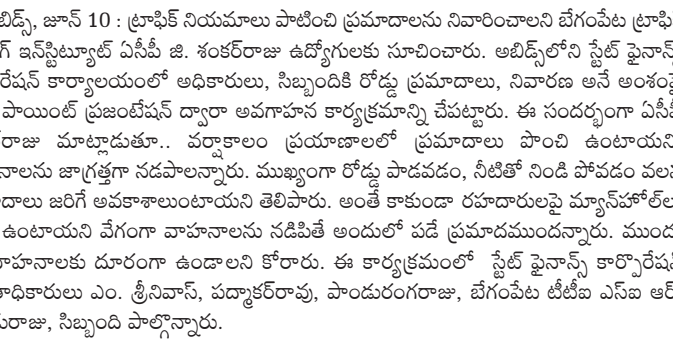 బిడ్స్, జూన్ 10 : ట్రాఫిక్ నియమాలు పాటించి ప్రమాదాలను నివారించాలని బేగంపేట ట్రాఫి
గ్ ఇన్‌స్టిట్యూట్ ఏసీపీ జి. శంకర్‌రాజు ఉద్యోగులకు సూచించారు. అబిడ్స్‌లోని స్టేట్ ఫైనాన్స్
రేషన్ కార్యాలయంలో అధికారులు, సిబ్బందికి రోడ్డు ప్రమాదాలు, నివారణ అనే అంశంపై
పాయింట్ ప్రజంటేషన్ ద్వారా అవగాహన కార్యక్రమాన్ని చేపట్టారు. ఈ సందర్భంగా ఏసీపీ
రాజు మాట్లాడుతూ.. వర్షాకాలం ప్రయాణాలలో ప్రమాదాలు పొంచి ఉంటాయని
నాలను జాగ్రత్తగా నడపాలన్నారు. ముఖ్యంగా రోడ్డు పాడవడం, నీటితో నిండి పోవడం వలన
దాలు జరిగే అవకాశాలుంటాయని తెలిపారు. అంతే కాకుండా రహదారులపై మ్యాన్‌హోల్‌ల
ఉంటాయని వేగంగా వాహనాలను నడిపితే అందులో పడే ప్రమాదముందన్నారు. ముంద
వాహనాలకు దూరంగా ఉండాలని కోరారు. ఈ కార్యక్రమంలో స్టేట్ ఫైనాన్స్ కార్పొరేషన్
తాధికారులు ఎం. శ్రీనివాస్, పద్మాకర్‌రావు, పాండురంగరాజు, బేగంపేట టీటీఐ ఎస్ఐ ఆర్
రాజు, సిబ్బంది పాల్గొన్నారు.